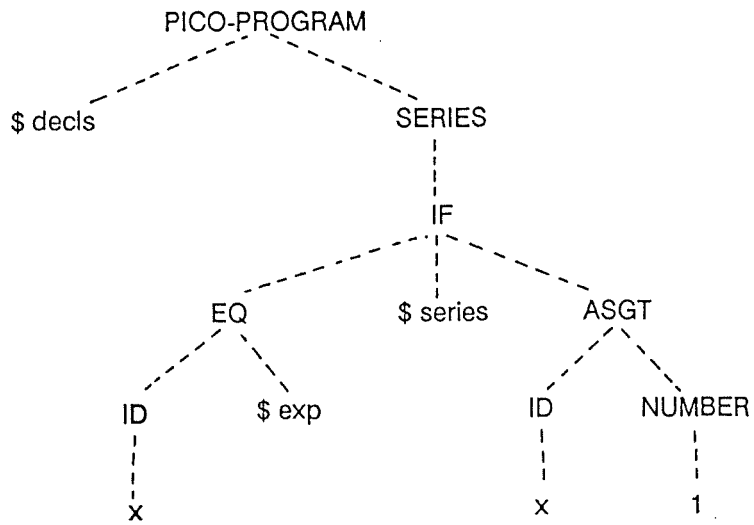 PICO-PROGRAM
$ decls
SERIES
IF
EQ
$ series
ASGT
ID
$ exp
ID
NUMBER
x
x
1